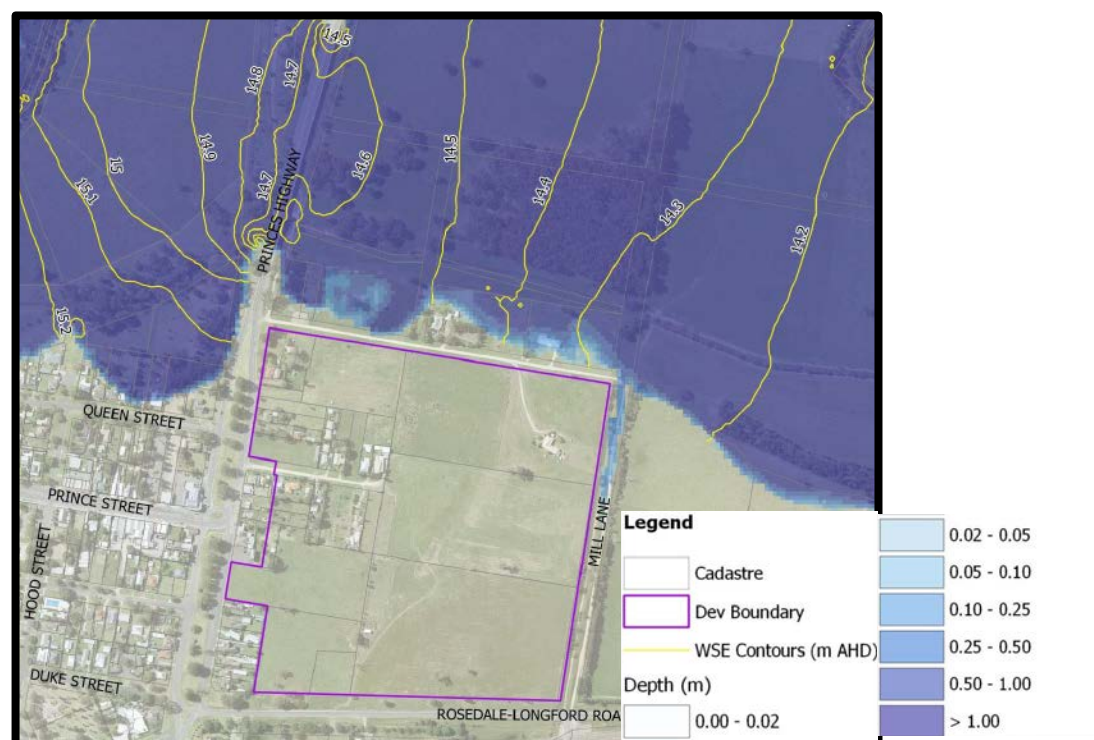 14.5
14.8
14.7
14.9
14.6
14.5
14.4
14.3
14.2
15
15.1
14.7
PRINCES HIGHWAY
15.2
QUEEN STREET
PRINCE STREET
HOOD STREET
DUKE STREET
MILL LANE
ROSEDALE-LONGFORD ROA
Legend
Cadastre
Dev Boundary
WSE Contours (m AHD)
Depth (m)
0.00 - 0.02
0.02 - 0.05
0.05 - 0.10
0.10 - 0.25
0.25 - 0.50
0.50 - 1.00
> 1.00